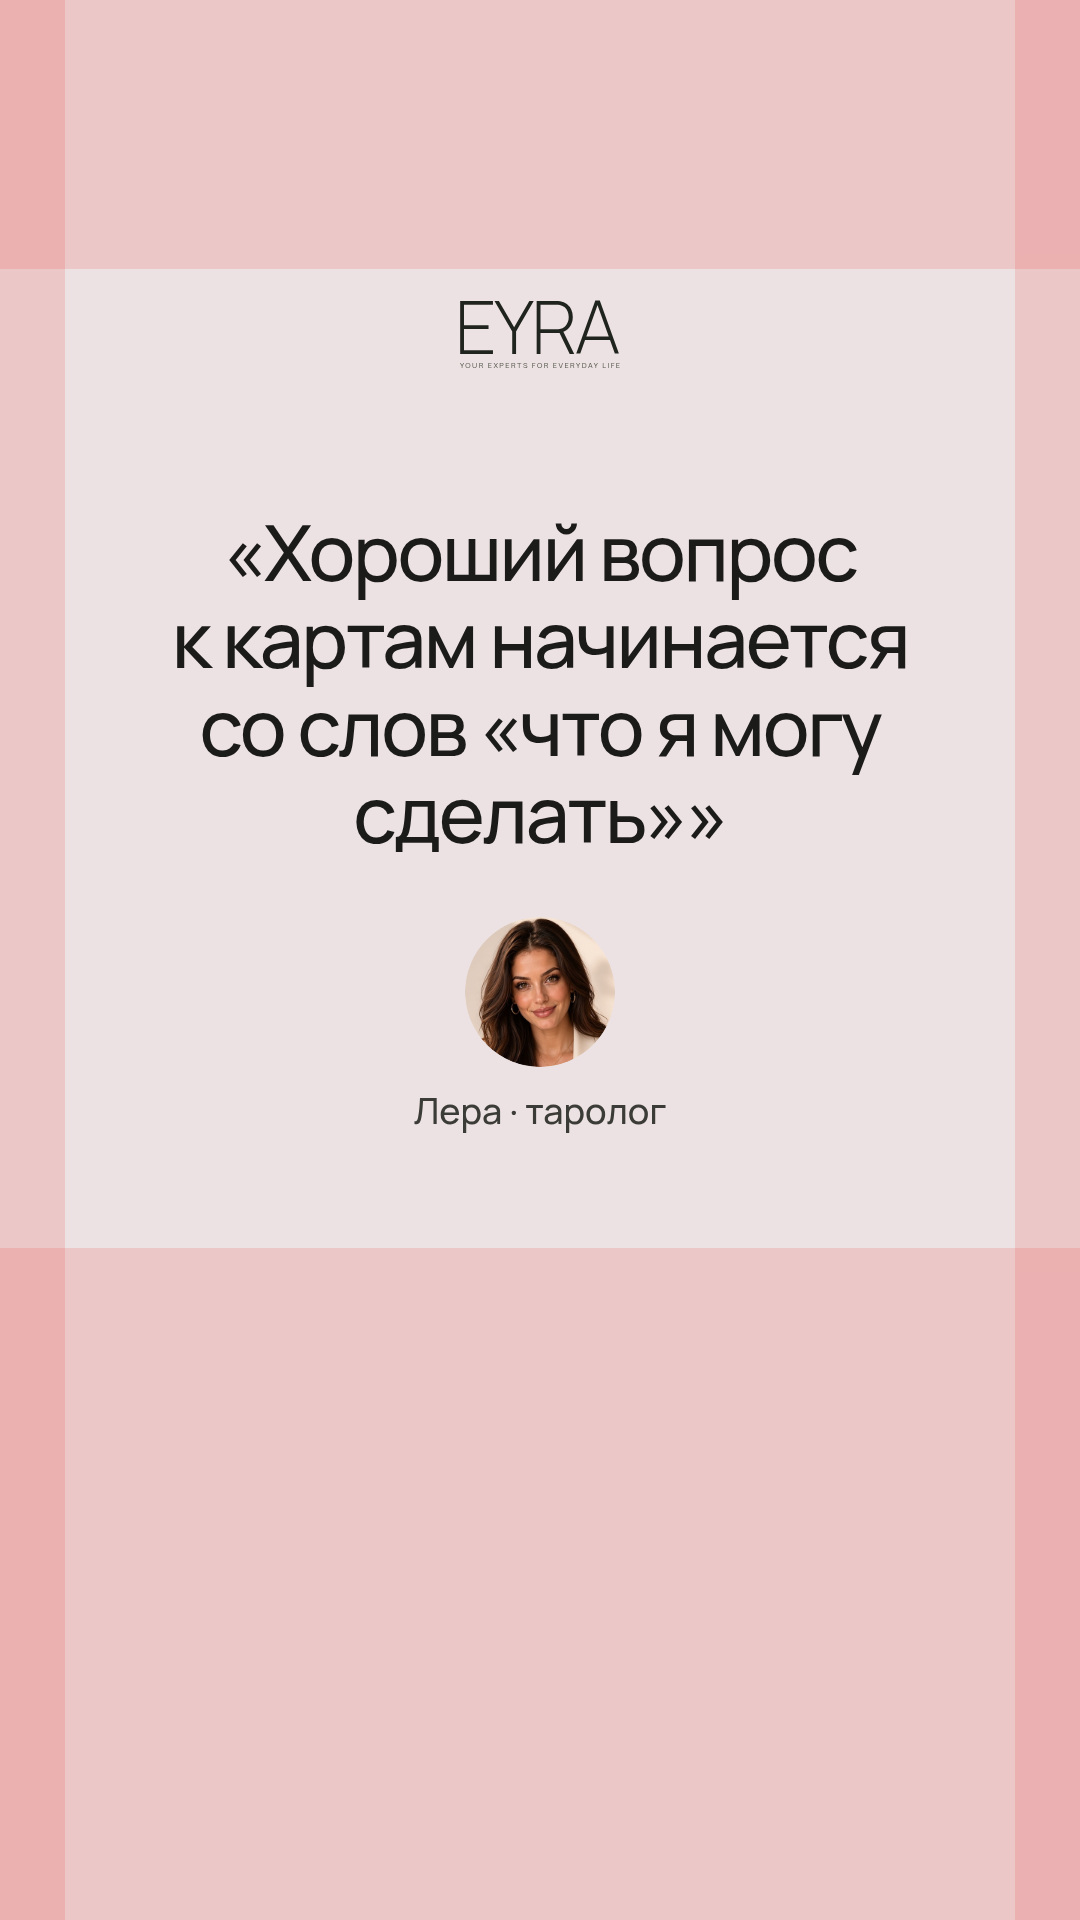 EYRA
YOUR EXPERTS FOR EVERYDAY LIFE
«Хороший вопрос
к картам начинается
со слов «что я могу
сделать»»
Лера · таролог